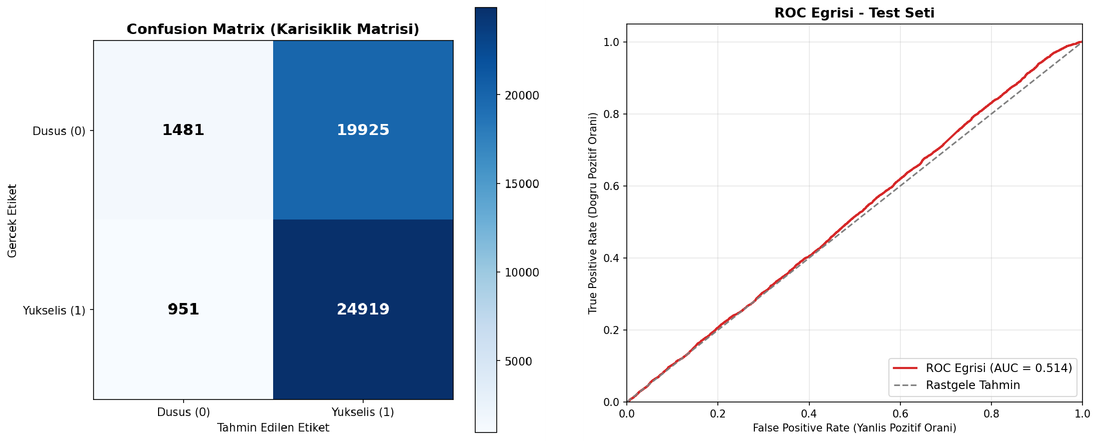 Confusion Matrix (Karisiklik Matrisi)
Gercek Etiket
Dusus (0)
1481
19925
Yukselis (1)
951
24919
Dusus (0)
Yukselis (1)
Tahmin Edilen Etiket
20000
15000
10000
5000
ROC Egrisi - Test Seti
True Positive Rate (Dogru Pozitif Orani)
1.0
0.8
0.6
0.4
0.2
0.0
0.0
0.2
0.4
0.6
0.8
1.0
False Positive Rate (Yanlis Pozitif Orani)
ROC Egrisi (AUC = 0.514)
Rastgele Tahmin